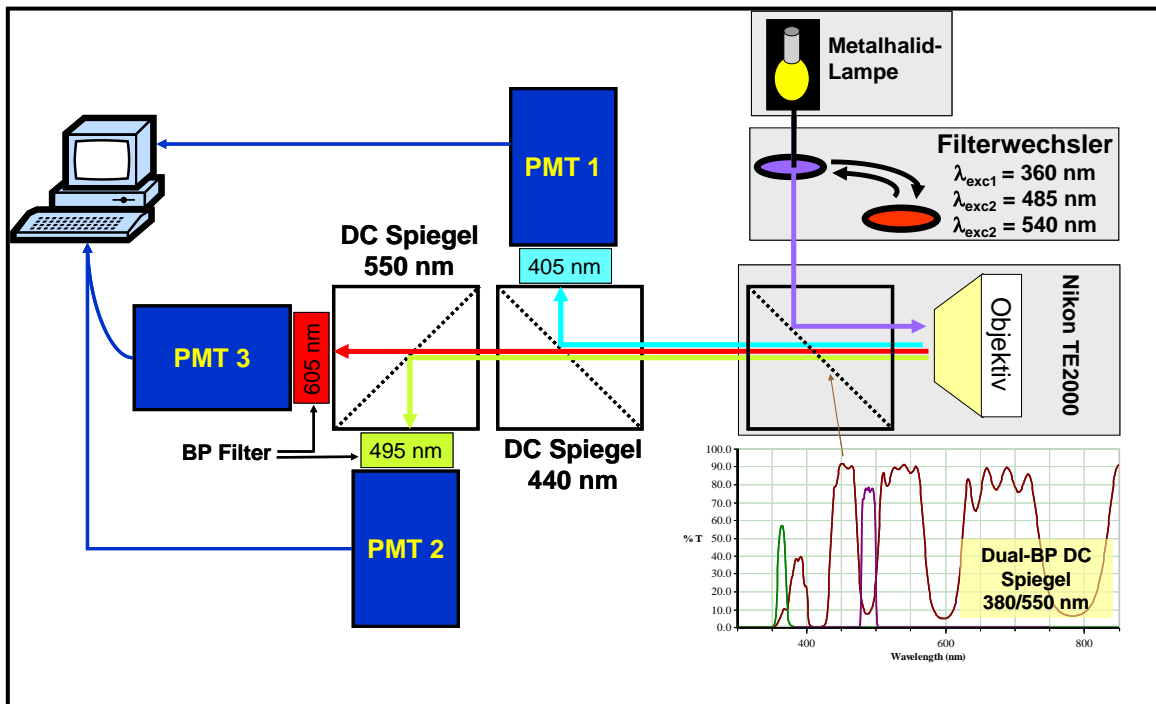 Metalhalid-
Lampe
Filterwechsler
λexc1 = 360 nm
λexc2 = 485 nm
λexc2 = 540 nm
PMT 1
405 nm
DC Spiegel
550 nm
PMT 3
605 nm
BP Filter
495 nm
PMT 2
DC Spiegel
440 nm
Objektiv
Nikon TE2000
100.0
90.0
80.0
70.0
60.0
50.0
40.0
30.0
20.0
10.0
0.0
% T
400
600
800
Wavelength (nm)
Dual-BP DC
Spiegel
380/550 nm